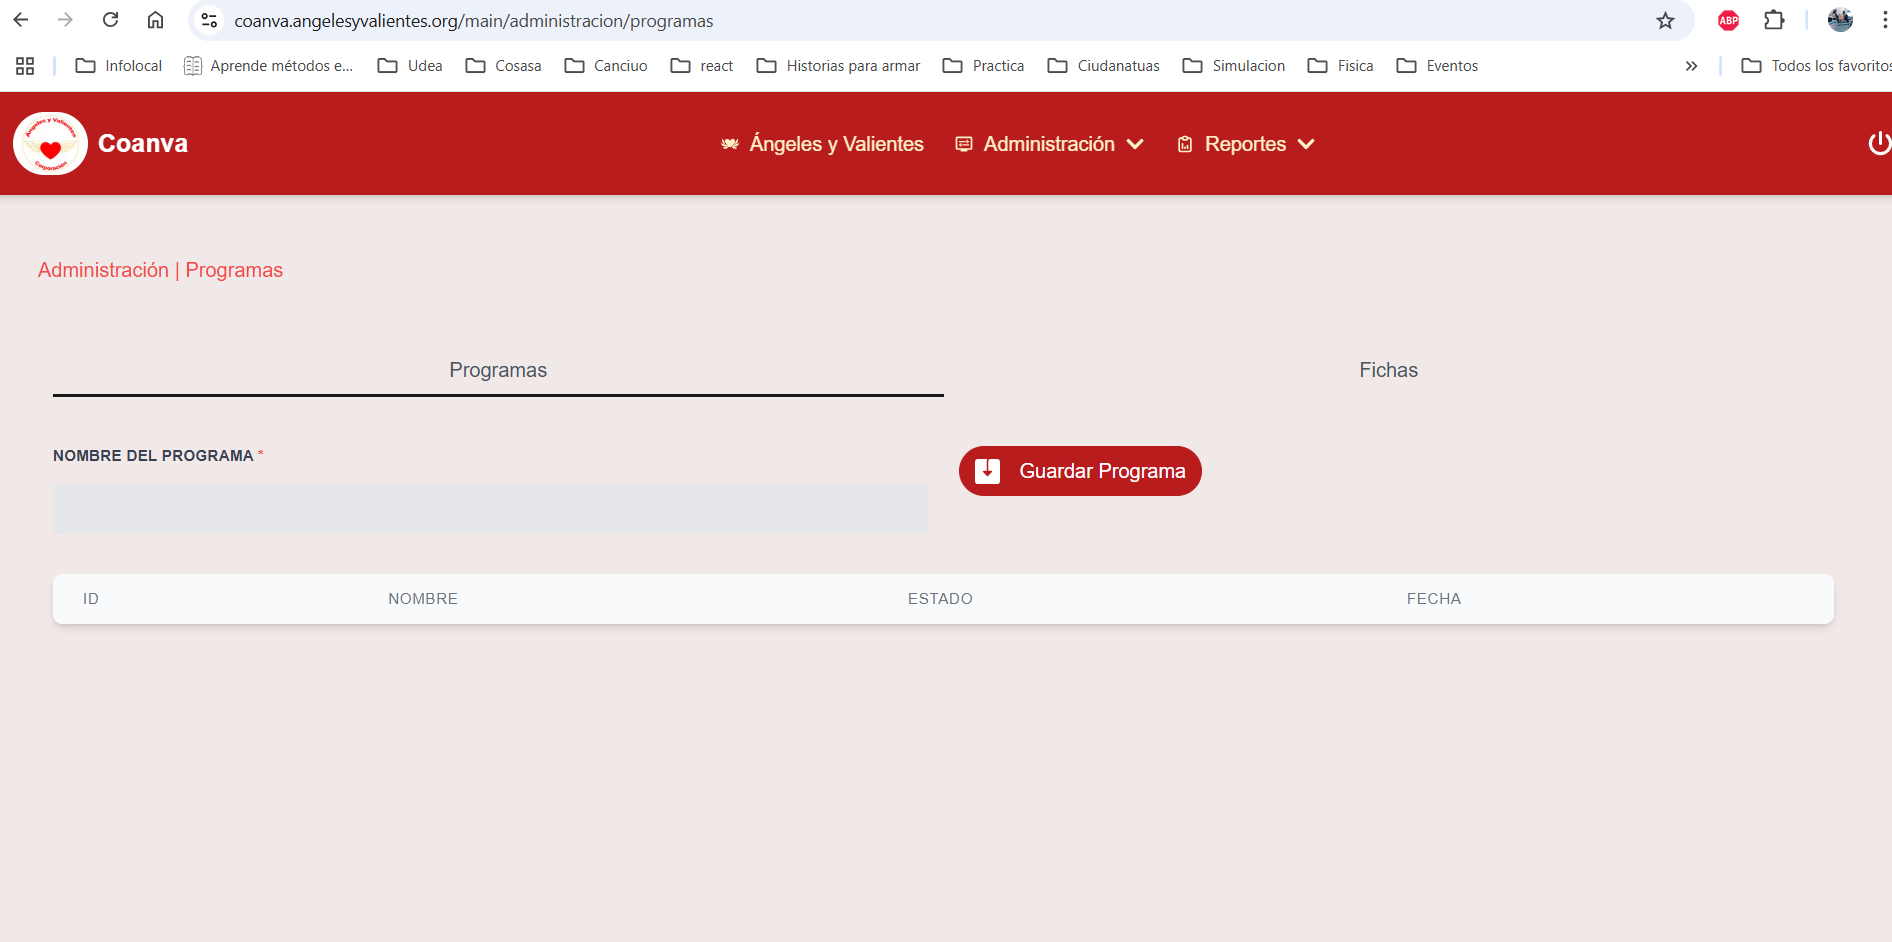 coanva.angelesyvalientes.org/main/administracion/programas
ABP
Infolocal
Aprende métodos e...
Udea
Cosasa
Canciuo
react
Historias para armar
Practica
Ciudanatuas
Simulacion
Fisica
Eventos
Todos los favoritos
Ángeles y Valientes
Corporación
Coanva
Ángeles y Valientes
Administración
Reportes
Administración | Programas
Programas
Fichas
NOMBRE DEL PROGRAMA *
Guardar Programa
ID
NOMBRE
ESTADO
FECHA